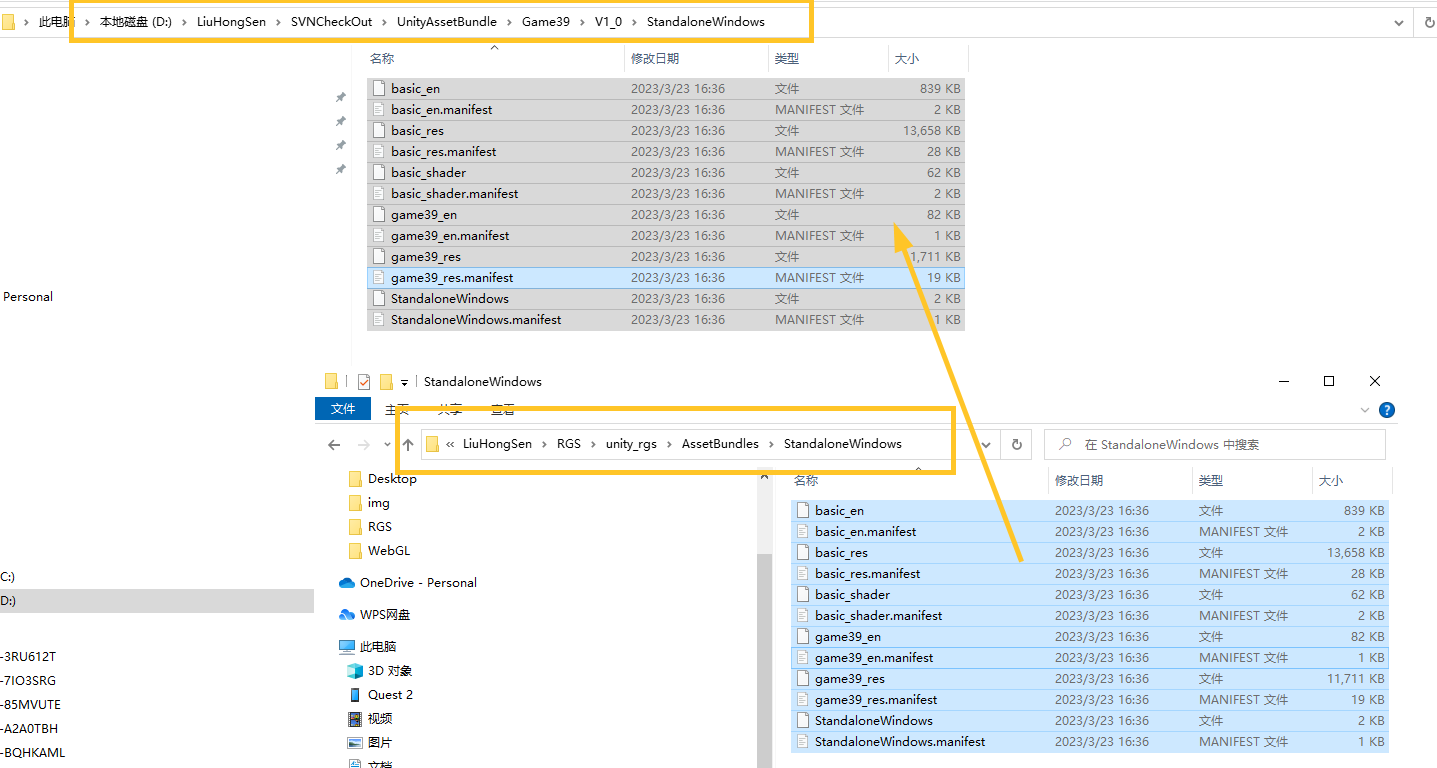 此电脑 › 本地磁盘 (D:) › LiuHongSen › SVNCheckOut › UnityAssetBundle › Game39 › V1_0 › StandaloneWindows
名称 修改日期 类型 大小
basic_en 2023/3/23 16:36 文件 839 KB
basic_en.manifest 2023/3/23 16:36 MANIFEST 文件 2 KB
basic_res 2023/3/23 16:36 文件 13,658 KB
basic_res.manifest 2023/3/23 16:36 MANIFEST 文件 28 KB
basic_shader 2023/3/23 16:36 文件 62 KB
basic_shader.manifest 2023/3/23 16:36 MANIFEST 文件 2 KB
game39_en 2023/3/23 16:36 文件 82 KB
game39_en.manifest 2023/3/23 16:36 MANIFEST 文件 1 KB
game39_res 2023/3/23 16:36 文件 1,711 KB
game39_res.manifest 2023/3/23 16:36 MANIFEST 文件 19 KB
StandaloneWindows 2023/3/23 16:36 文件 2 KB
StandaloneWindows.manifest 2023/3/23 16:36 MANIFEST 文件 1 KB
Personal
C:)
D:)
-3RU612T
-7IO3SRG
-85MVUTE
-A2A0TBH
-BQHKAML
StandaloneWindows
文件 主页 共享 查看
« LiuHongSen › RGS › unity_rgs › AssetBundles › StandaloneWindows
在 StandaloneWindows 中搜索
Desktop
img
RGS
WebGL
OneDrive - Personal
WPS网盘
此电脑
3D 对象
Quest 2
视频
图片
文档
名称 修改日期 类型 大小
basic_en 2023/3/23 16:36 文件 839 KB
basic_en.manifest 2023/3/23 16:36 MANIFEST 文件 2 KB
basic_res 2023/3/23 16:36 文件 13,658 KB
basic_res.manifest 2023/3/23 16:36 MANIFEST 文件 28 KB
basic_shader 2023/3/23 16:36 文件 62 KB
basic_shader.manifest 2023/3/23 16:36 MANIFEST 文件 2 KB
game39_en 2023/3/23 16:36 文件 82 KB
game39_en.manifest 2023/3/23 16:36 MANIFEST 文件 1 KB
game39_res 2023/3/23 16:36 文件 11,711 KB
game39_res.manifest 2023/3/23 16:36 MANIFEST 文件 19 KB
StandaloneWindows 2023/3/23 16:36 文件 2 KB
StandaloneWindows.manifest 2023/3/23 16:36 MANIFEST 文件 1 KB